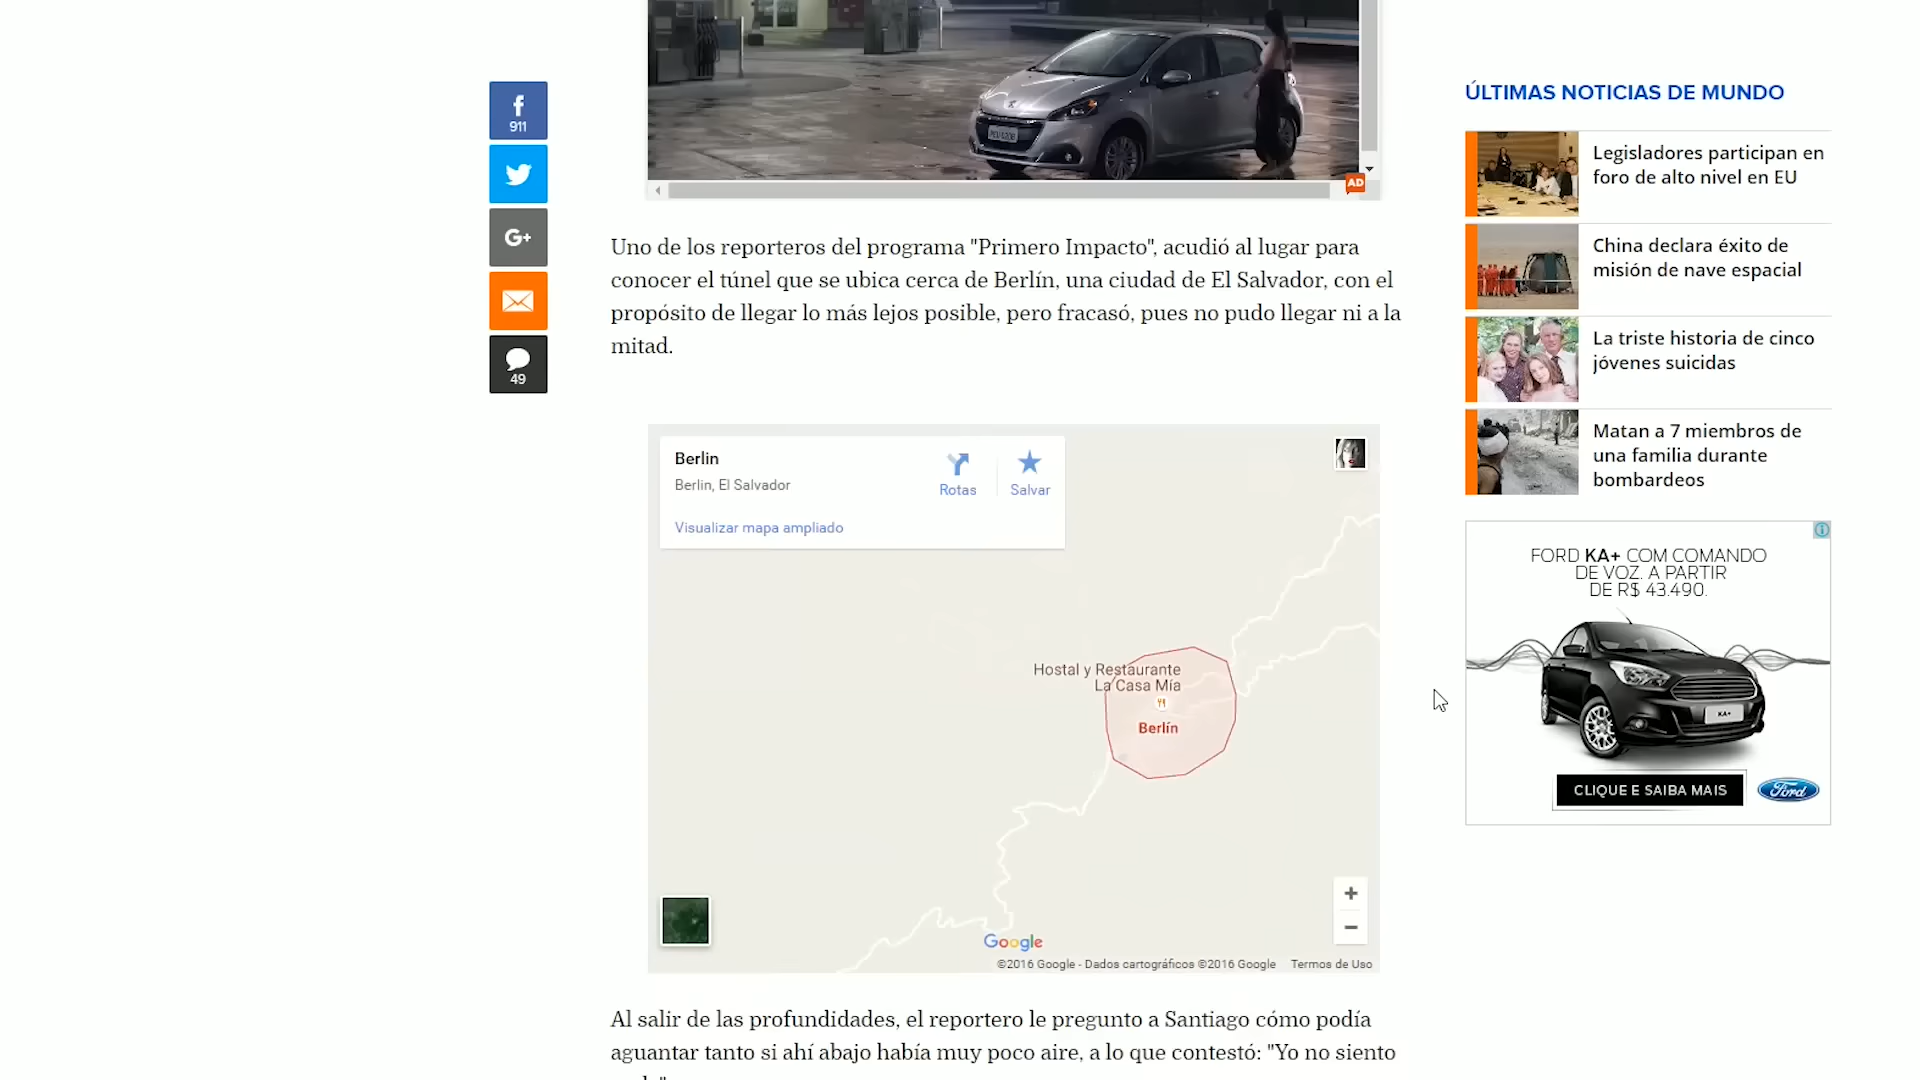 911
G+
49
AD
Uno de los reporteros del programa "Primero Impacto", acudió al lugar para
conocer el túnel que se ubica cerca de Berlín, una ciudad de El Salvador, con el
propósito de llegar lo más lejos posible, pero fracasó, pues no pudo llegar ni a la
mitad.
Berlin
Berlin, El Salvador
Rotas
Salvar
Visualizar mapa ampliado
Hostal y Restaurante
La Casa Mía
Berlín
Google
©2016 Google - Dados cartográficos ©2016 Google
Termos de Uso
Al salir de las profundidades, el reportero le pregunto a Santiago cómo podía
aguantar tanto si ahí abajo había muy poco aire, a lo que contestó: "Yo no siento
ÚLTIMAS NOTICIAS DE MUNDO
Legisladores participan en
foro de alto nivel en EU
China declara éxito de
misión de nave espacial
La triste historia de cinco
jóvenes suicidas
Matan a 7 miembros de
una familia durante
bombardeos
FORD KA+ COM COMANDO
DE VOZ. A PARTIR
DE R$ 43.490.
KA+
CLIQUE E SAIBA MAIS
Ford